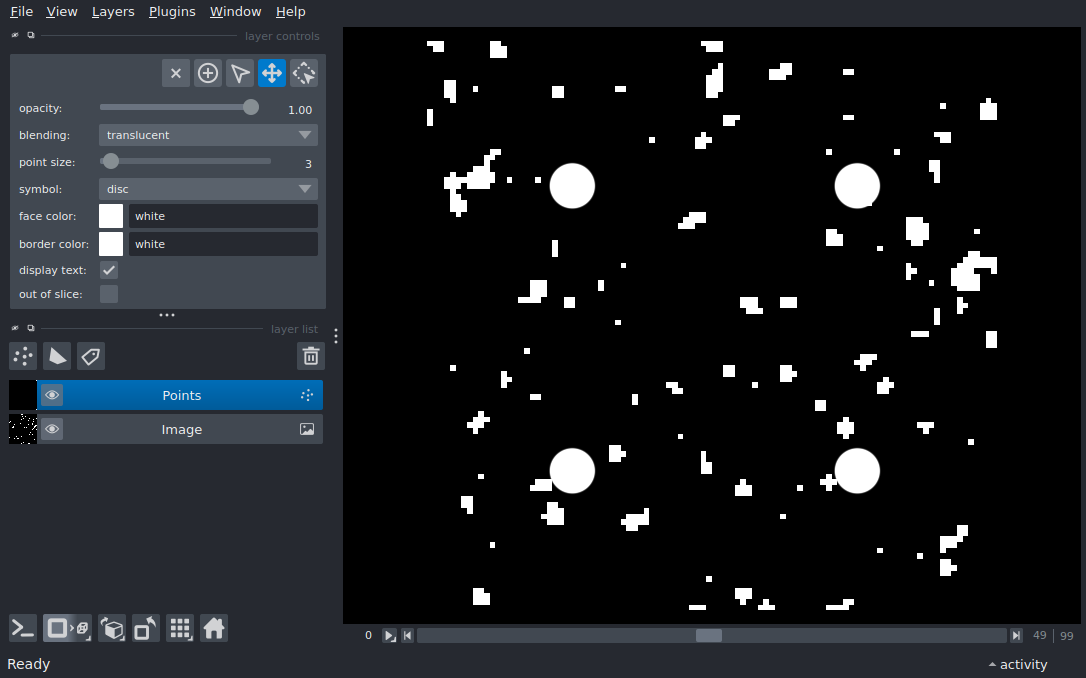 File View Layers Plugins Window Help
layer controls
opacity: 1.00
blending: translucent
point size: 3
symbol: disc
face color: white
border color: white
display text:
out of slice:
layer list
Points
Image
0 49 | 99
Ready activity